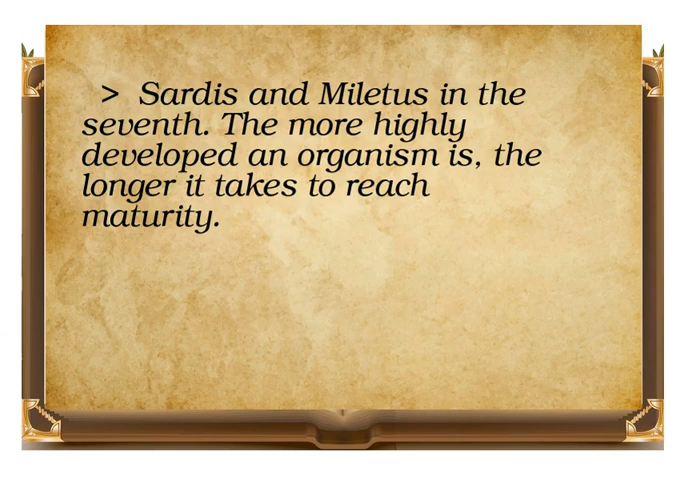 > Sardis and Miletus in the
seventh. The more highly
developed an organism is, the
longer it takes to reach
maturity.